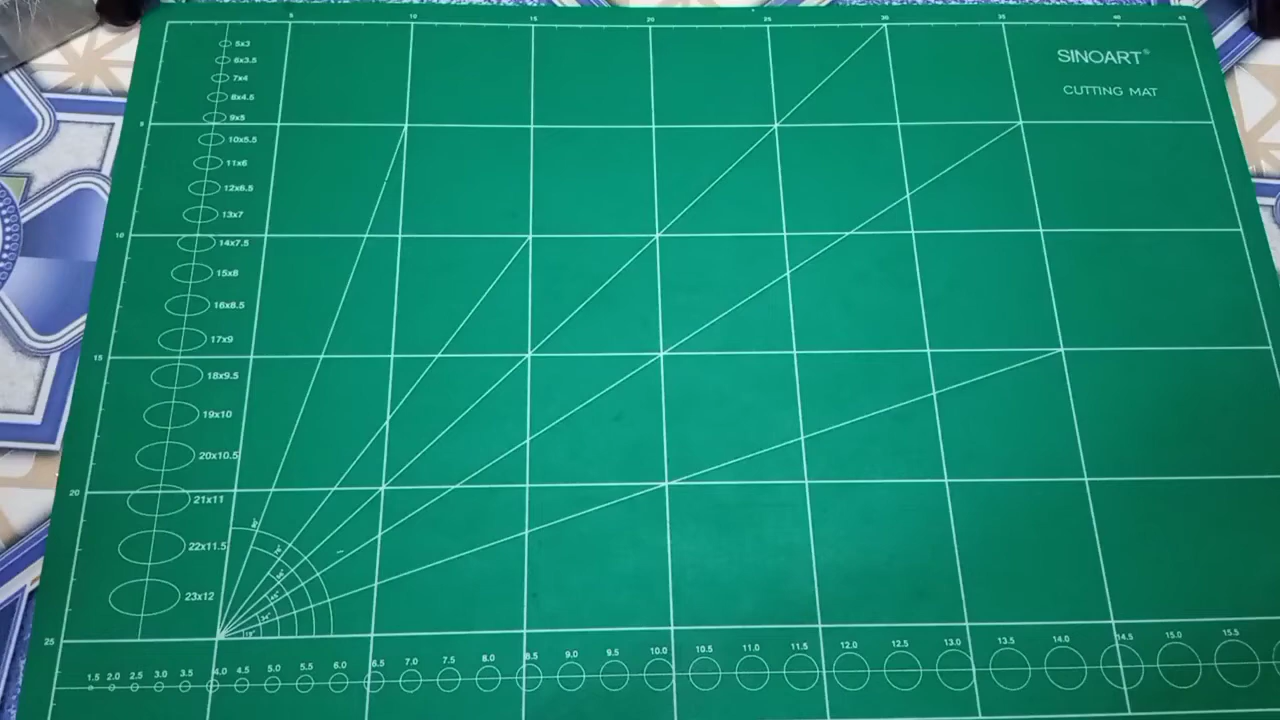 5 10 15 20 25 30 35 40 43
SINOART®
CUTTING MAT
5x3
6x3.5
7x4
8x4.5
9x5
5
10x5.5
11x6
12x6.5
13x7
10
14x7.5
15x8
16x8.5
17x9
15
18x9.5
19x10
20x10.5
20
21x11
22x11.5
23x12
25
1.5 2.0 2.5 3.0 3.5 4.0 4.5 5.0 5.5 6.0 6.5 7.0 7.5 8.0 8.5 9.0 9.5 10.0 10.5 11.0 11.5 12.0 12.5 13.0 13.5 14.0 14.5 15.0 15.5